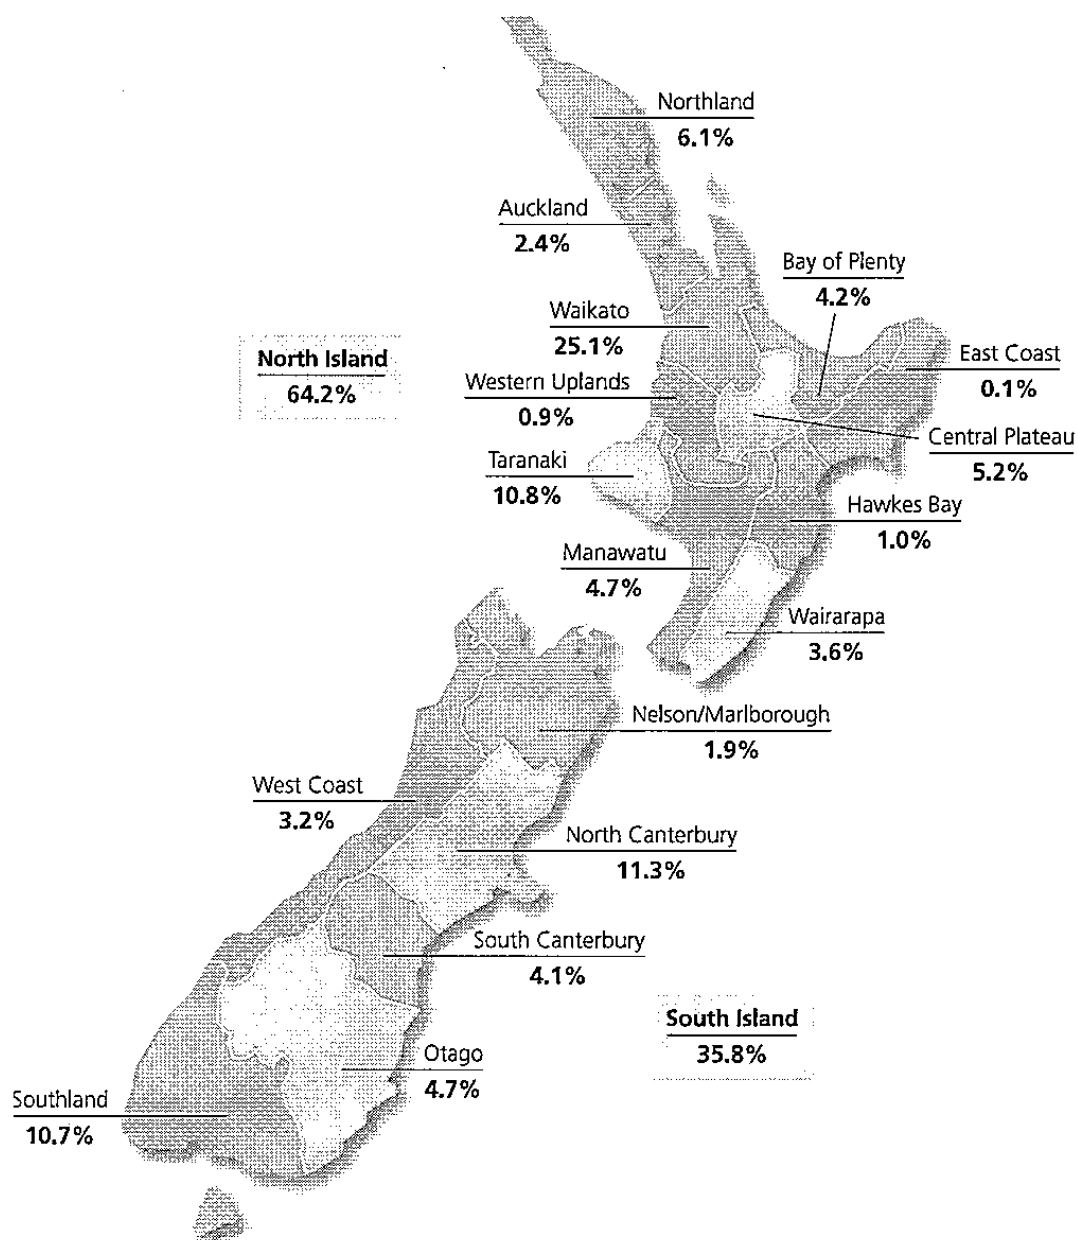 Northland
6.1%
Auckland
2.4%
Bay of Plenty
4.2%
Waikato
25.1%
North Island
64.2%
East Coast
0.1%
Western Uplands
0.9%
Central Plateau
5.2%
Taranaki
10.8%
Hawkes Bay
1.0%
Manawatu
4.7%
Wairarapa
3.6%
Nelson/Marlborough
1.9%
West Coast
3.2%
North Canterbury
11.3%
South Canterbury
4.1%
South Island
35.8%
Otago
4.7%
Southland
10.7%